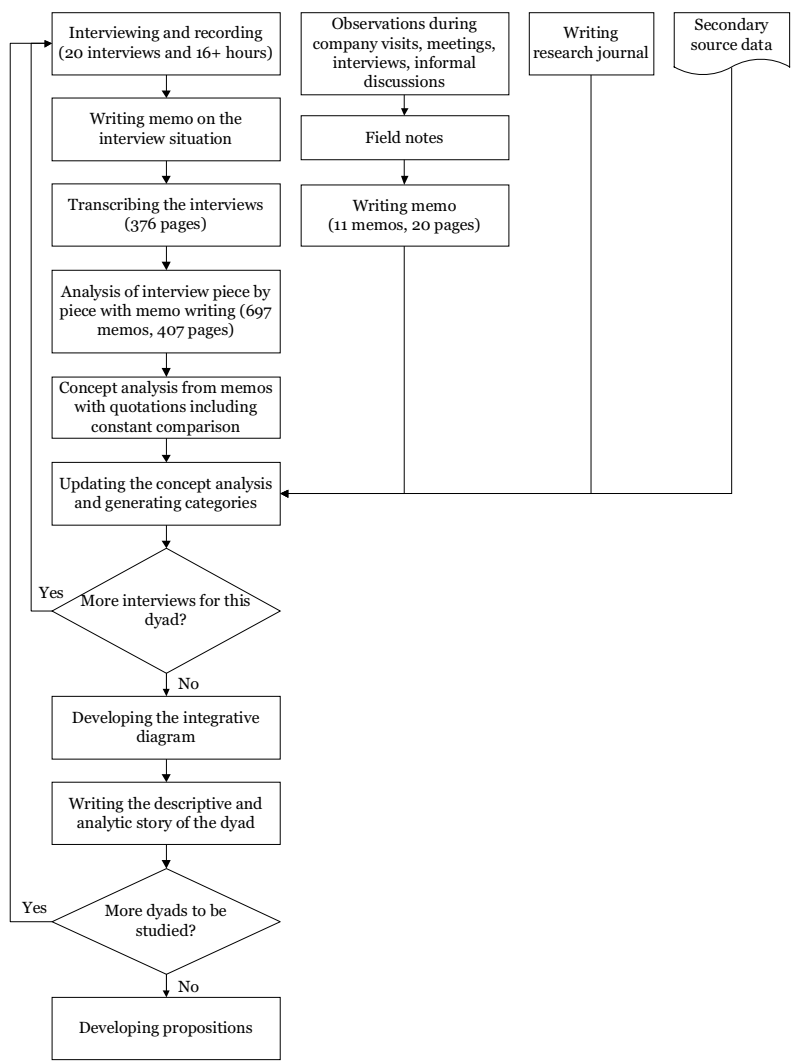 Interviewing and recording
(20 interviews and 16+ hours)
Observations during
company visits, meetings,
interviews, informal
discussions
Writing
research journal
Secondary
source data
Writing memo on the
interview situation
Field notes
Transcribing the interviews
(376 pages)
Writing memo
(11 memos, 20 pages)
Analysis of interview piece by
piece with memo writing (697
memos, 407 pages)
Concept analysis from memos
with quotations including
constant comparison
Updating the concept analysis
and generating categories
Yes
More interviews for this
dyad?
No
Developing the integrative
diagram
Writing the descriptive and
analytic story of the dyad
Yes
More dyads to be
studied?
No
Developing propositions